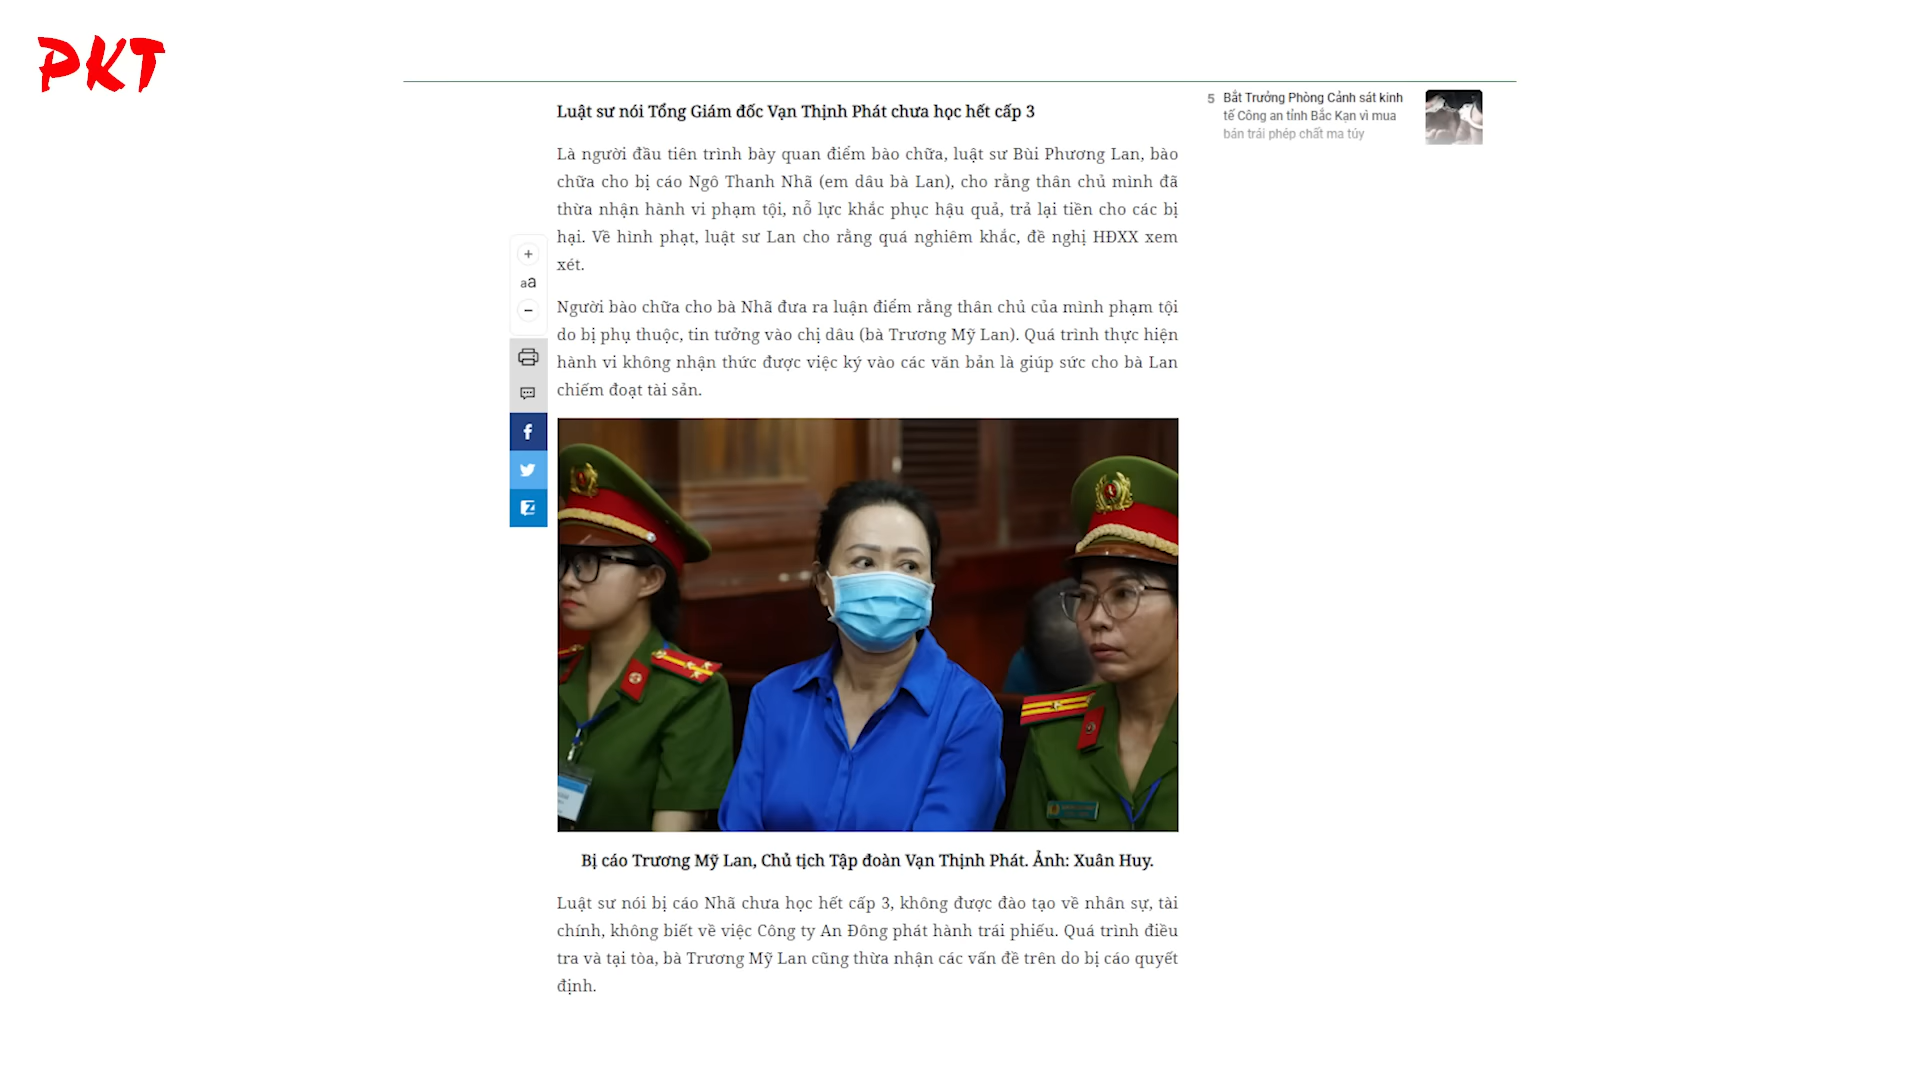 PKT
Luật sư nói Tổng Giám đốc Vạn Thịnh Phát chưa học hết cấp 3
Là người đầu tiên trình bày quan điểm bào chữa, luật sư Bùi Phương Lan, bào
chữa cho bị cáo Ngô Thanh Nhã (em dâu bà Lan), cho rằng thân chủ mình đã
thừa nhận hành vi phạm tội, nỗ lực khắc phục hậu quả, trả lại tiền cho các bị
hại. Về hình phạt, luật sư Lan cho rằng quá nghiêm khắc, đề nghị HĐXX xem
xét.
Người bào chữa cho bà Nhã đưa ra luận điểm rằng thân chủ của mình phạm tội
do bị phụ thuộc, tin tưởng vào chị dâu (bà Trương Mỹ Lan). Quá trình thực hiện
hành vi không nhận thức được việc ký vào các văn bản là giúp sức cho bà Lan
chiếm đoạt tài sản.
+
aa
−
f
Z
Bị cáo Trương Mỹ Lan, Chủ tịch Tập đoàn Vạn Thịnh Phát. Ảnh: Xuân Huy.
Luật sư nói bị cáo Nhã chưa học hết cấp 3, không được đào tạo về nhân sự, tài
chính, không biết về việc Công ty An Đông phát hành trái phiếu. Quá trình điều
tra và tại tòa, bà Trương Mỹ Lan cũng thừa nhận các vấn đề trên do bị cáo quyết
định.
5 Bắt Trưởng Phòng Cảnh sát kinh
tế Công an tỉnh Bắc Kạn vì mua
bán trái phép chất ma túy